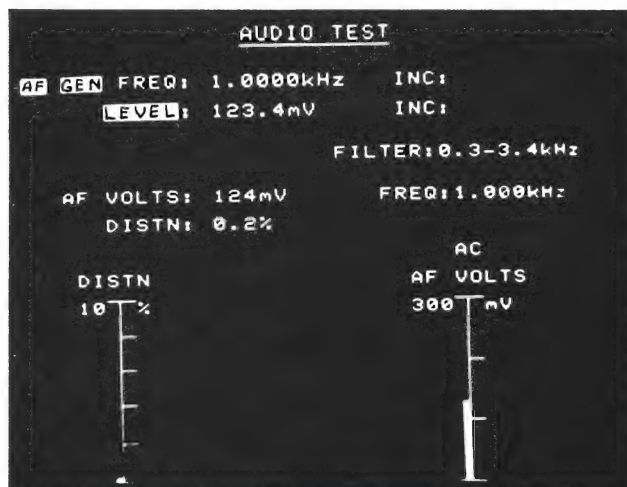 AUDIO TEST
AF GEN FREQ: 1.0000kHz INC:
LEVEL: 123.4mV INC:
FILTER:0.3-3.4kHz
AF VOLTS: 124mV FREQ:1.000kHz
DISTN: 0.2%
AC
DISTN AF VOLTS
10 % 300 mV